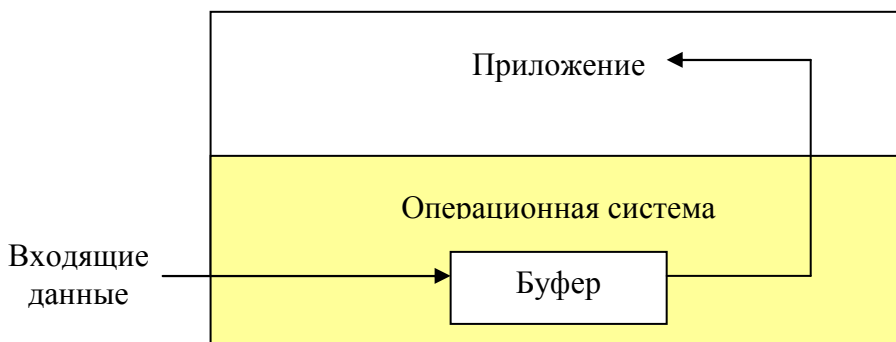 Приложение
Операционная система
Входящие
данные
Буфер